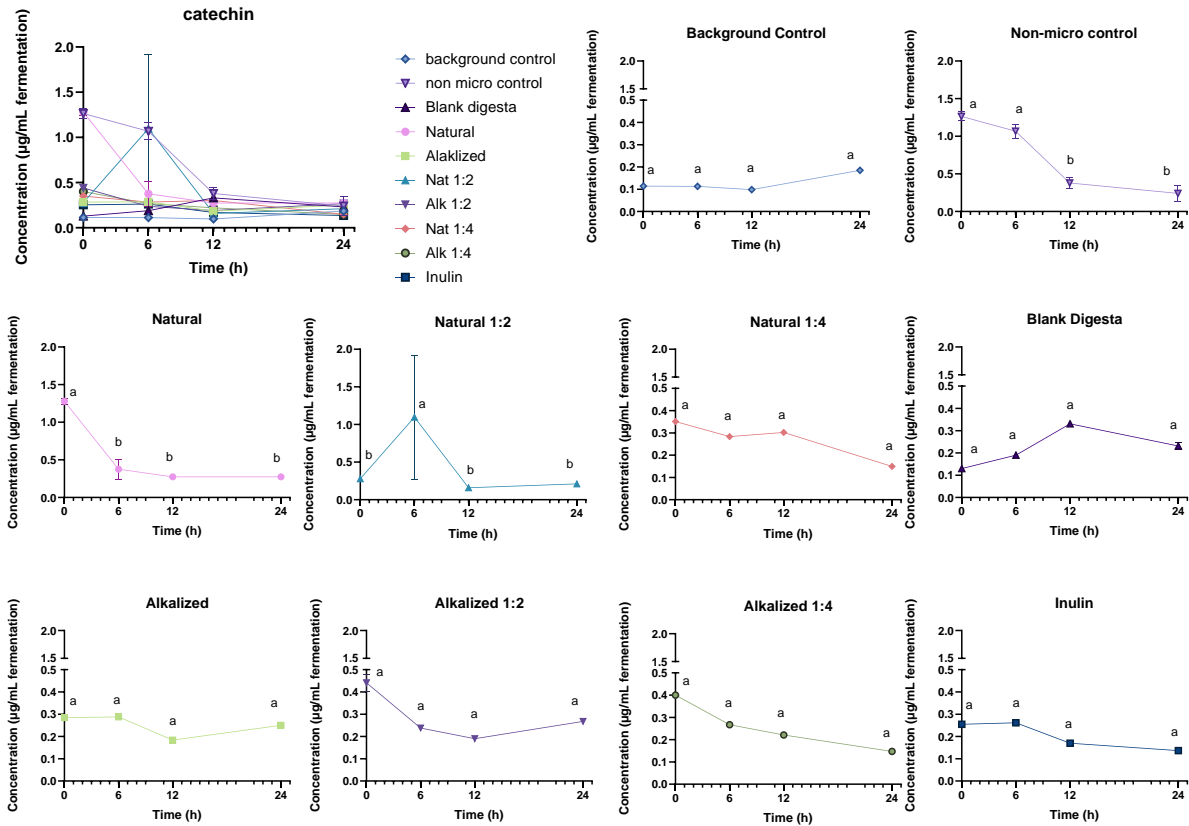 catechin
Concentration (µg/mL fermentation)
2.0
1.5
1.0
0.5
0.0
0
6
12
24
Time (h)
background control
non micro control
Blank digesta
Natural
Alaklized
Nat 1:2
Alk 1:2
Nat 1:4
Alk 1:4
Inulin
Background Control
Concentration (µg/mL fermentation)
2.0
1.5
0.5
0.4
0.3
0.2
0.1
0.0
a
a
a
a
0
6
12
24
Time (h)
Non-micro control
Concentration (µg/mL fermentation)
2.0
1.5
1.0
0.5
0.0
a
a
b
b
0
6
12
24
Time (h)
Natural
Concentration (µg/mL fermentation)
2.0
1.5
1.0
0.5
0.0
a
b
b
b
0
6
12
24
Time (h)
Natural 1:2
Concentration (µg/mL fermentation)
2.0
1.5
1.0
0.5
0.0
b
a
b
b
0
6
12
24
Time (h)
Natural 1:4
Concentration (µg/mL fermentation)
2.0
1.5
0.5
0.4
0.3
0.2
0.1
0.0
a
a
a
a
0
6
12
24
Time (h)
Blank Digesta
Concentration (µg/mL fermentation)
2.0
1.5
0.5
0.4
0.3
0.2
0.1
0.0
a
a
a
a
0
6
12
24
Time (h)
Alkalized
Concentration (µg/mL fermentation)
2.0
1.5
0.5
0.4
0.3
0.2
0.1
0.0
a
a
a
a
0
6
12
24
Time (h)
Alkalized 1:2
Concentration (µg/mL fermentation)
2.0
1.5
0.5
0.4
0.3
0.2
0.1
0.0
a
a
a
a
0
6
12
24
Time (h)
Alkalized 1:4
Concentration (µg/mL fermentation)
2.0
1.5
0.5
0.4
0.3
0.2
0.1
0.0
a
a
a
a
0
6
12
24
Time (h)
Inulin
Concentration (µg/mL fermentation)
2.0
1.5
0.5
0.4
0.3
0.2
0.1
0.0
a
a
a
a
0
6
12
24
Time (h)